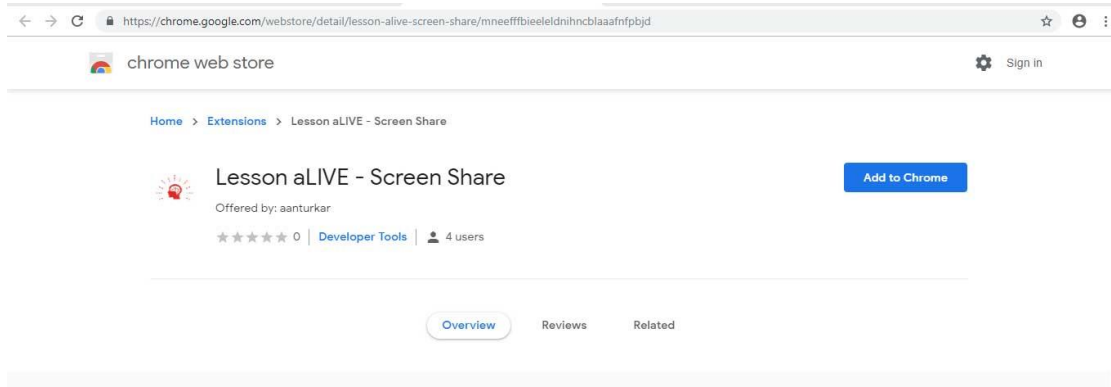 https://chrome.google.com/webstore/detail/lesson-alive-screen-share/mneefffbieeleldnihncblaaafnfpbjd
chrome web store
Sign in
Home > Extensions > Lesson aLIVE - Screen Share
Lesson aLIVE - Screen Share
Add to Chrome
Offered by: aanturkar
0 | Developer Tools | 4 users
Overview Reviews Related